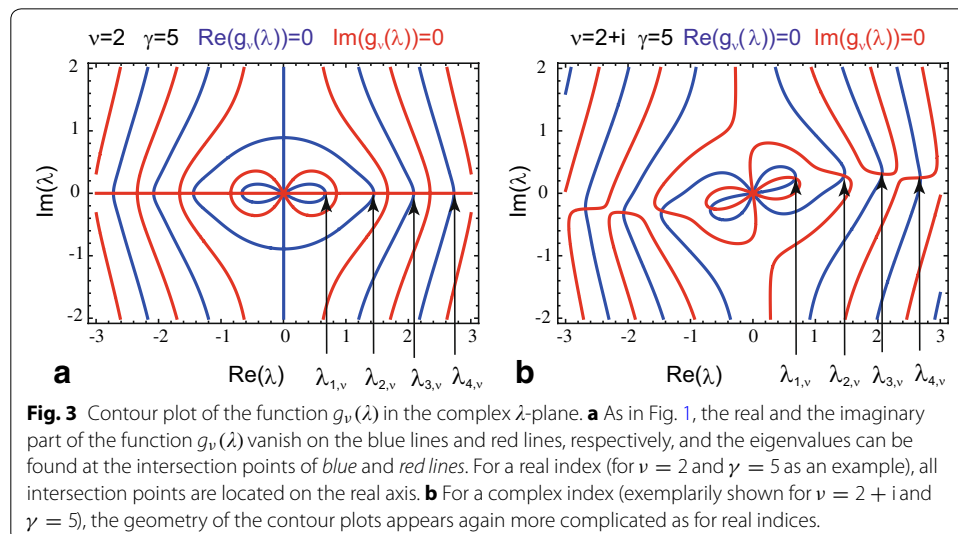 ν=2 γ=5 Re(gᵥ(λ))=0 Im(gᵥ(λ))=0
2
1
0
-1
-2
Im(λ)
-3 -2 -1 0 1 2 3
a Re(λ) λ₁,ᵥ λ₂,ᵥ λ₃,ᵥ λ₄,ᵥ
ν=2+i γ=5 Re(gᵥ(λ))=0 Im(gᵥ(λ))=0
2
1
0
-1
-2
Im(λ)
-3 -2 -1 0 1 2 3
b Re(λ) λ₁,ᵥ λ₂,ᵥ λ₃,ᵥ λ₄,ᵥ
Fig. 3 Contour plot of the function gᵥ(λ) in the complex λ-plane. a As in Fig. 1, the real and the imaginary
part of the function gᵥ(λ) vanish on the blue lines and red lines, respectively, and the eigenvalues can be
found at the intersection points of blue and red lines. For a real index (for ν = 2 and γ = 5 as an example), all
intersection points are located on the real axis. b For a complex index (exemplarily shown for ν = 2 + i and
γ = 5), the geometry of the contour plots appears again more complicated as for real indices.